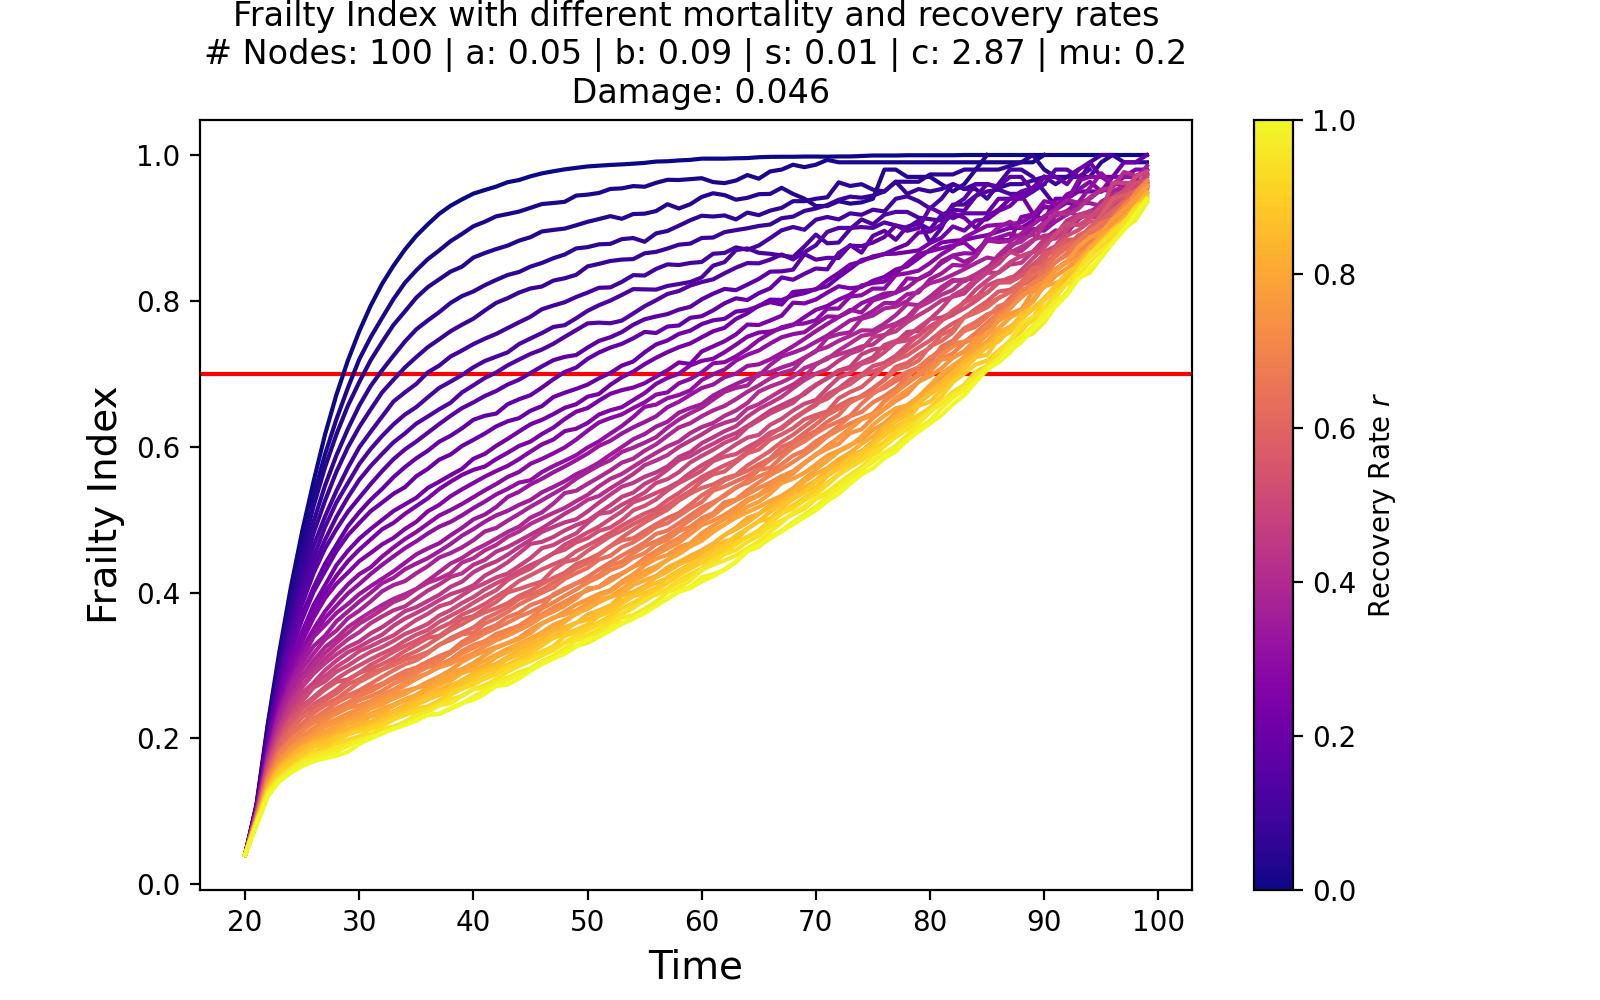 Frailty Index with different mortality and recovery rates
# Nodes: 100 | a: 0.05 | b: 0.09 | s: 0.01 | c: 2.87 | mu: 0.2
Damage: 0.046
Frailty Index
1.0
0.8
0.6
0.4
0.2
0.0
20 30 40 50 60 70 80 90 100
Time
1.0
0.8
0.6
0.4
0.2
0.0
Recovery Rate r